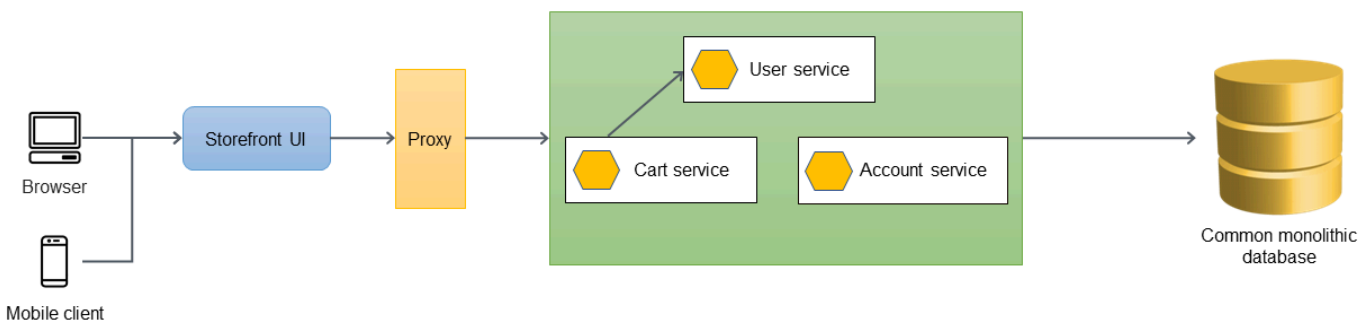 Browser
Mobile client
Storefront UI
Proxy
User service
Cart service
Account service
Common monolithic
database